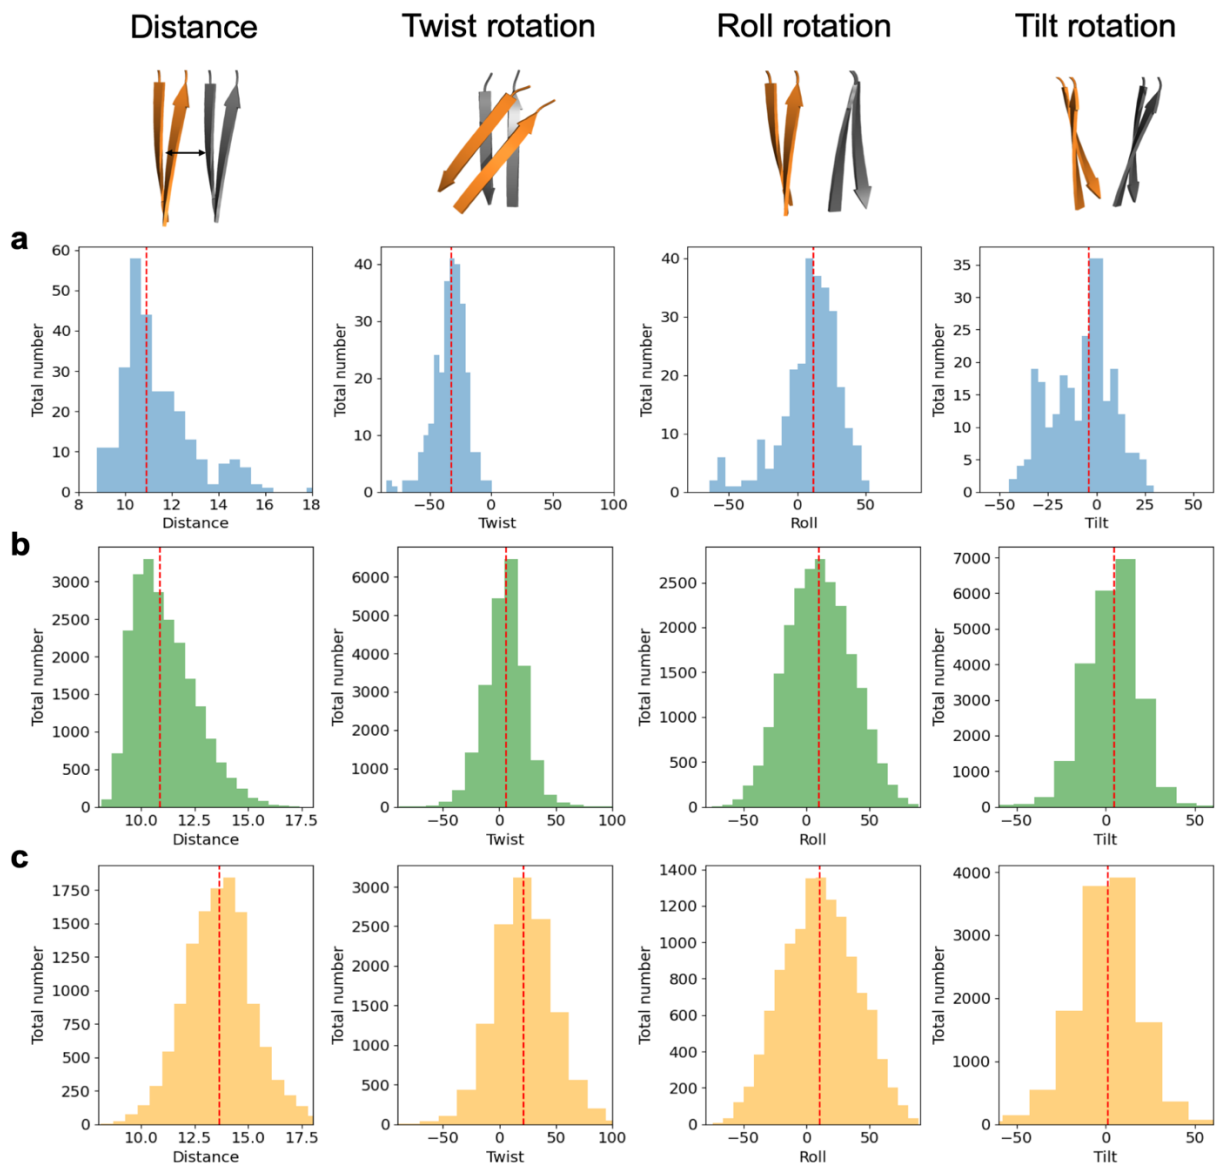 Distance Twist rotation Roll rotation Tilt rotation
a
60 50 40 30 20 10 0
Total number
8 10 12 14 16 18
Distance
40 30 20 10 0
Total number
−50 0 50 100
Twist
40 30 20 10 0
Total number
−50 0 50
Roll
35 30 25 20 15 10 5 0
Total number
−50 −25 0 25 50
Tilt
b
3000 2500 2000 1500 1000 500 0
Total number
10.0 12.5 15.0 17.5
Distance
6000 5000 4000 3000 2000 1000 0
Total number
−50 0 50 100
Twist
2500 2000 1500 1000 500 0
Total number
−50 0 50
Roll
7000 6000 5000 4000 3000 2000 1000 0
Total number
−50 0 50
Tilt
c
1750 1500 1250 1000 750 500 250 0
Total number
10.0 12.5 15.0 17.5
Distance
3000 2500 2000 1500 1000 500 0
Total number
−50 0 50 100
Twist
1400 1200 1000 800 600 400 200 0
Total number
−50 0 50
Roll
4000 3000 2000 1000 0
Total number
−50 0 50
Tilt